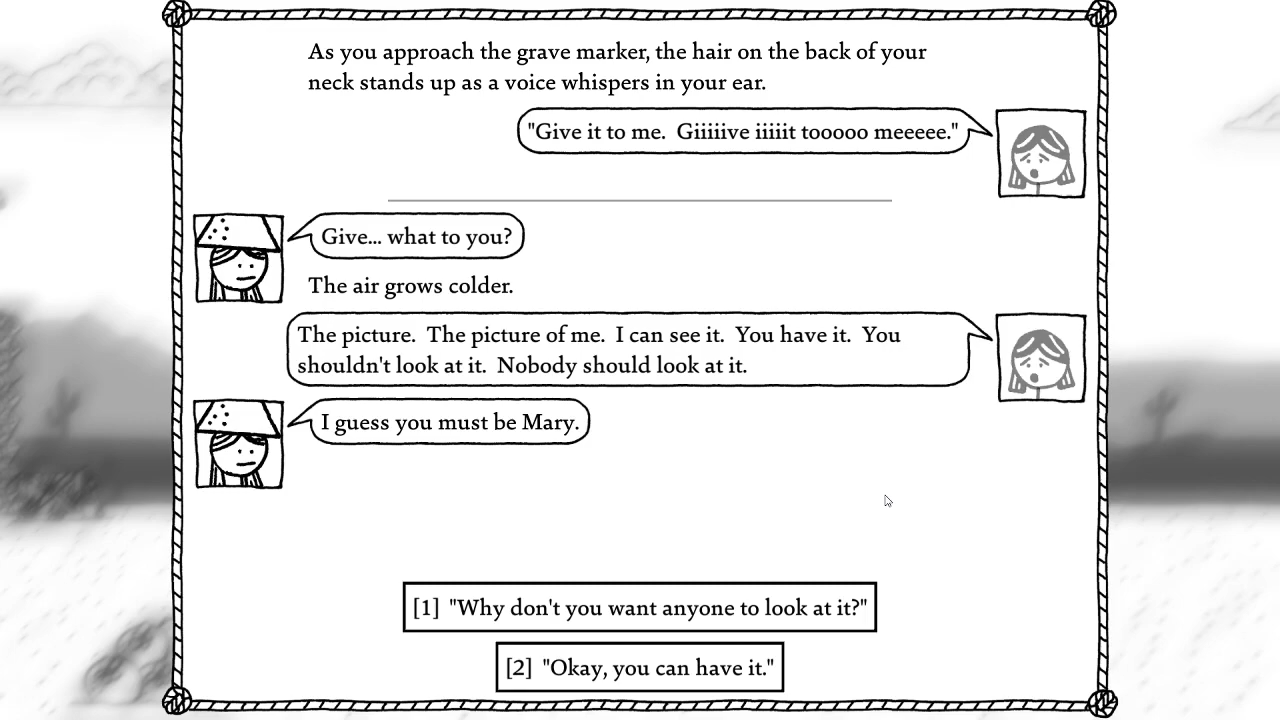 As you approach the grave marker, the hair on the back of your
neck stands up as a voice whispers in your ear.
"Give it to me.  Giiiiive iiiiit tooooo meeeee."
Give... what to you?
The air grows colder.
The picture.  The picture of me.  I can see it.  You have it.  You
shouldn't look at it.  Nobody should look at it.
I guess you must be Mary.
[1] "Why don't you want anyone to look at it?"
[2] "Okay, you can have it."